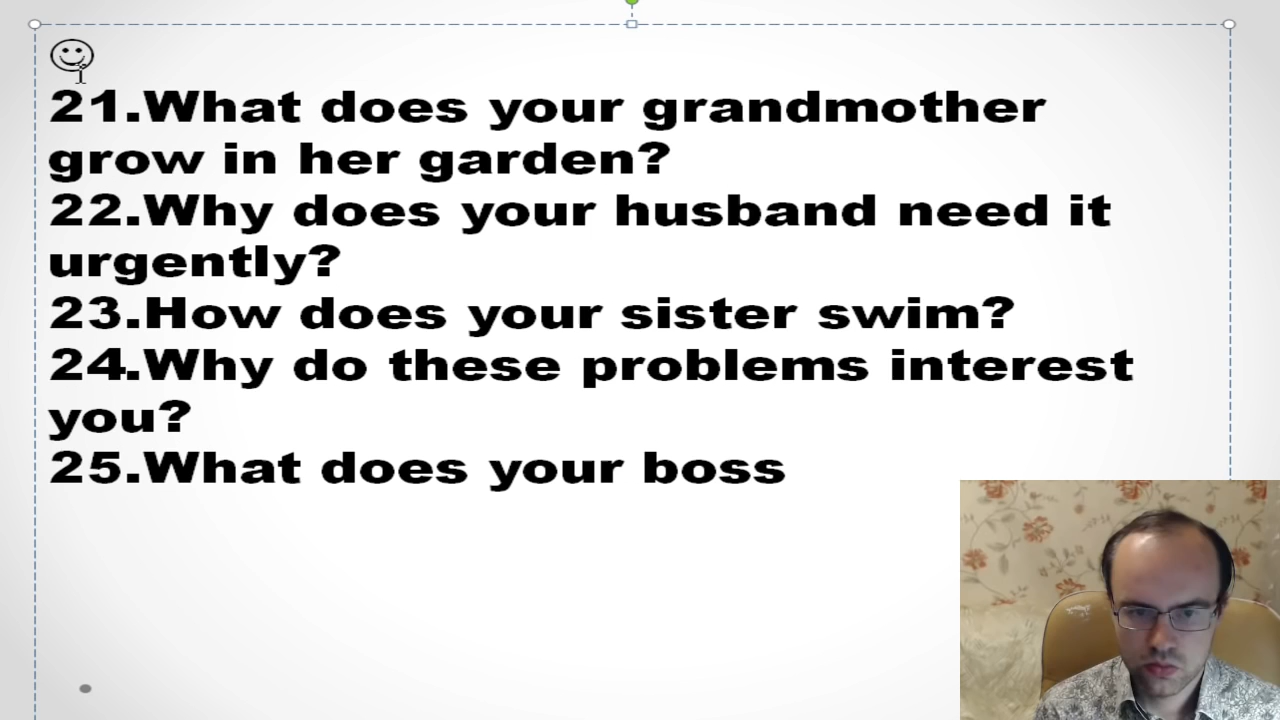 21.What does your grandmother
grow in her garden?
22.Why does your husband need it
urgently?
23.How does your sister swim?
24.Why do these problems interest
you?
25.What does your boss